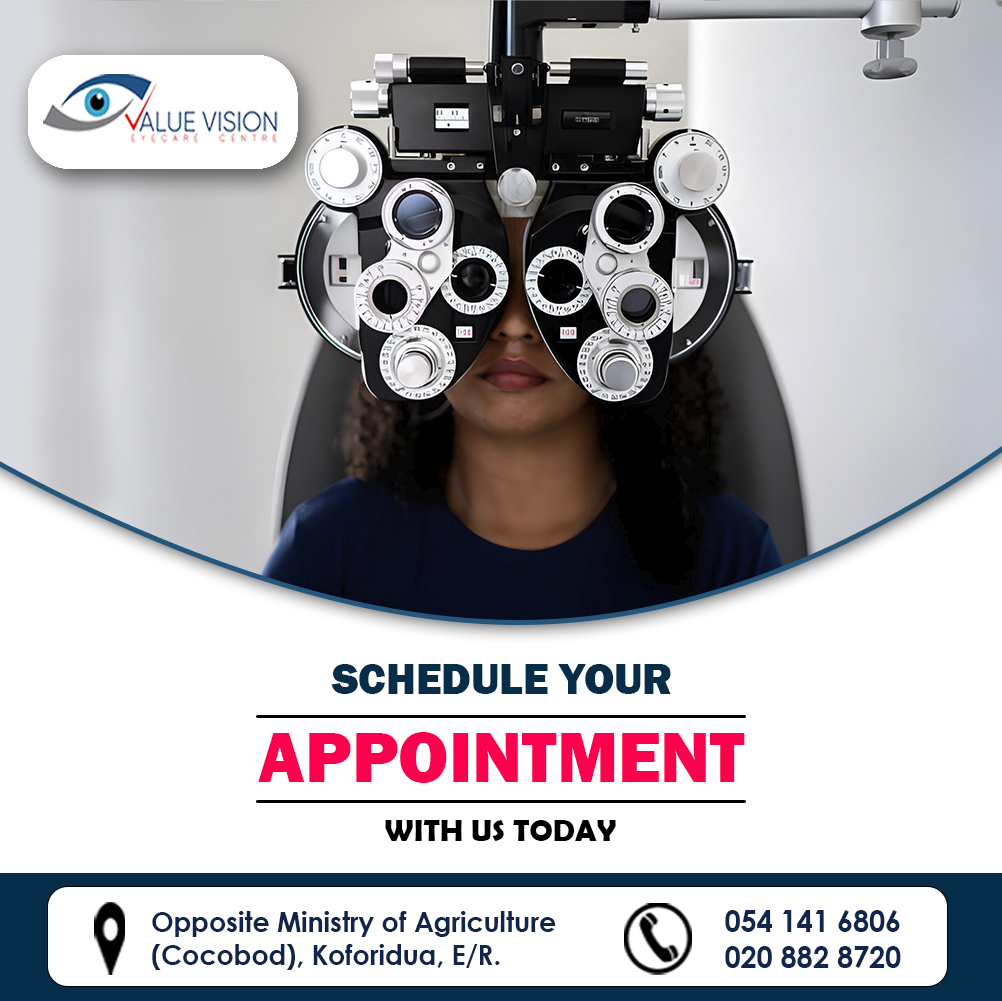 VALUE VISION
EYECARE CENTRE
SCHEDULE YOUR
APPOINTMENT
WITH US TODAY
Opposite Ministry of Agriculture
(Cocobod), Koforidua, E/R.
054 141 6806
020 882 8720